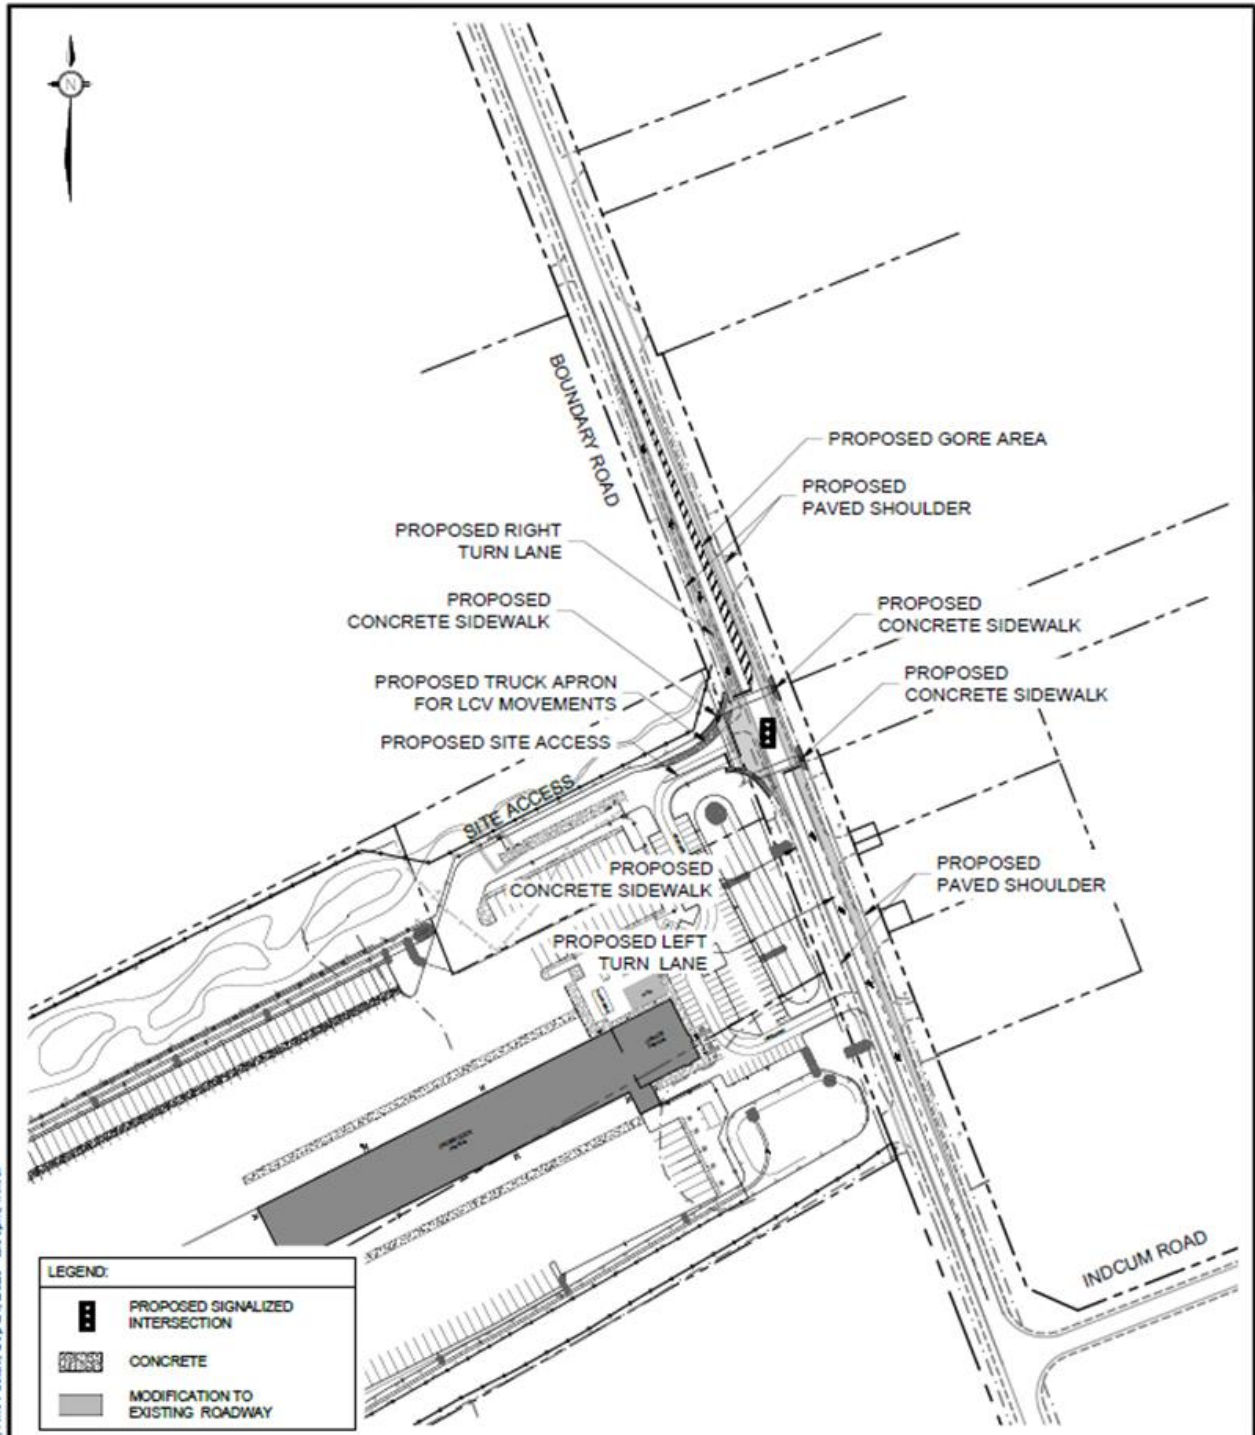 N
BOUNDARY ROAD
PROPOSED GORE AREA
PROPOSED
PAVED SHOULDER
PROPOSED RIGHT
TURN LANE
PROPOSED
CONCRETE SIDEWALK
PROPOSED
CONCRETE SIDEWALK
PROPOSED
CONCRETE SIDEWALK
PROPOSED TRUCK APRON
FOR LCV MOVEMENTS
PROPOSED SITE ACCESS
SITE ACCESS
PROPOSED
CONCRETE SIDEWALK
PROPOSED
PAVED SHOULDER
PROPOSED LEFT
TURN LANE
INDCUM ROAD
LEGEND:
PROPOSED SIGNALIZED
INTERSECTION
CONCRETE
MODIFICATION TO
EXISTING ROADWAY